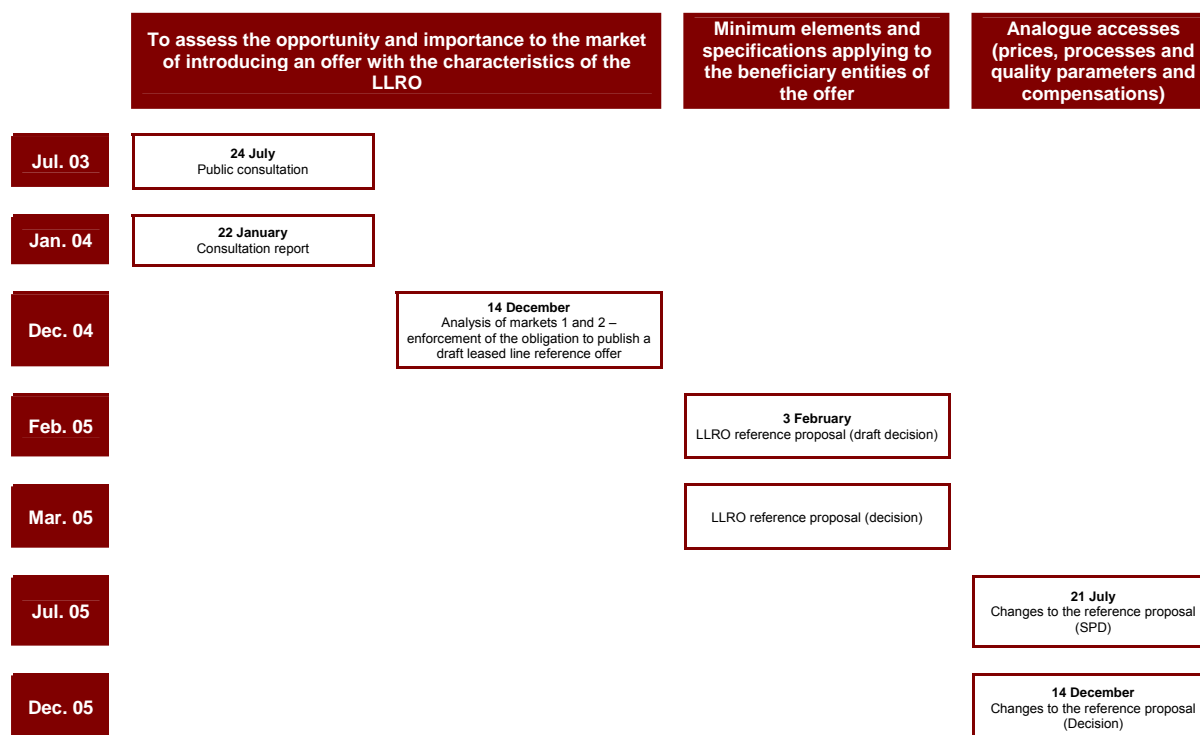 To assess the opportunity and importance to the market
of introducing an offer with the characteristics of the
LLRO
Minimum elements and
specifications applying to
the beneficiary entities of
the offer
Analogue accesses
(prices, processes and
quality parameters and
compensations)
Jul. 03
24 July
Public consultation
Jan. 04
22 January
Consultation report
Dec. 04
14 December
Analysis of markets 1 and 2 –
enforcement of the obligation to publish a
draft leased line reference offer
Feb. 05
3 February
LLRO reference proposal (draft decision)
Mar. 05
LLRO reference proposal (decision)
Jul. 05
21 July
Changes to the reference proposal
(SPD)
Dec. 05
14 December
Changes to the reference proposal
(Decision)